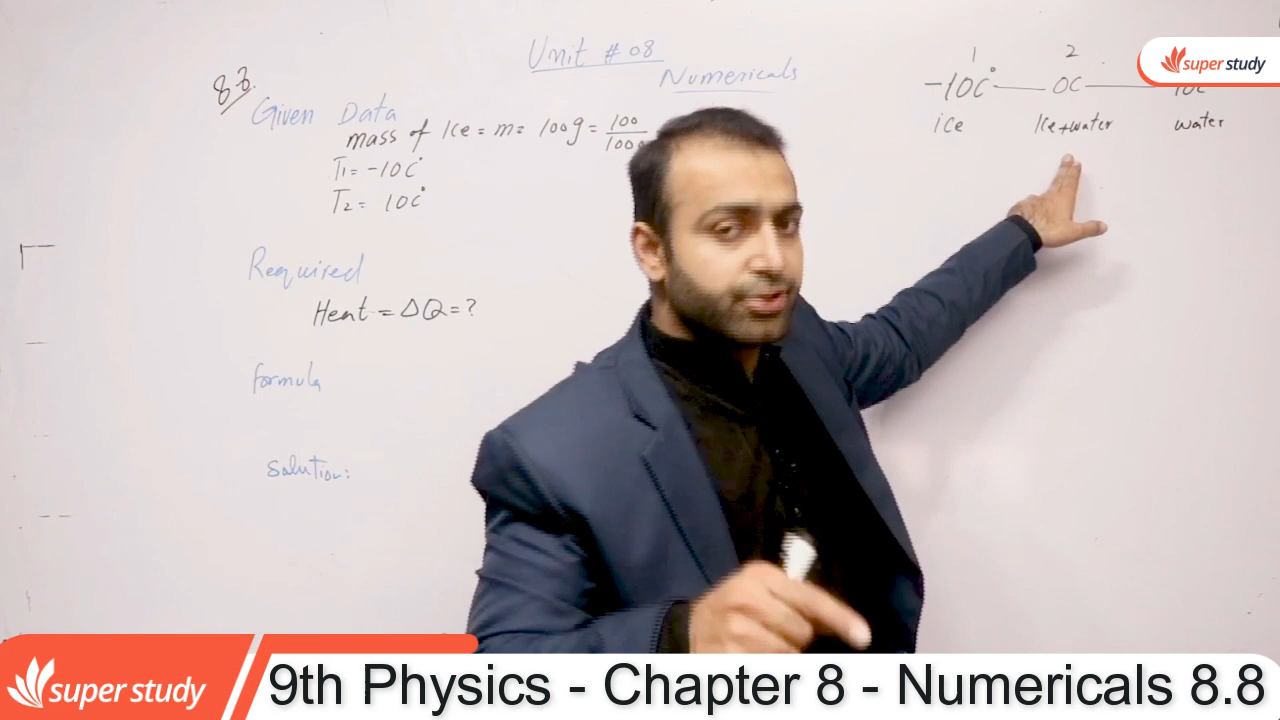 Unit # 08
Numericals
8.8
Given Data
mass of Ice = m = 100g = 100/1000
T1 = -10C°
T2 = 10C°
Required
Heat = ΔQ = ?
formula
Solution:
1 2
-10C° — 0C — 10C
ice Ice+water water
super study
super study
9th Physics - Chapter 8 - Numericals 8.8